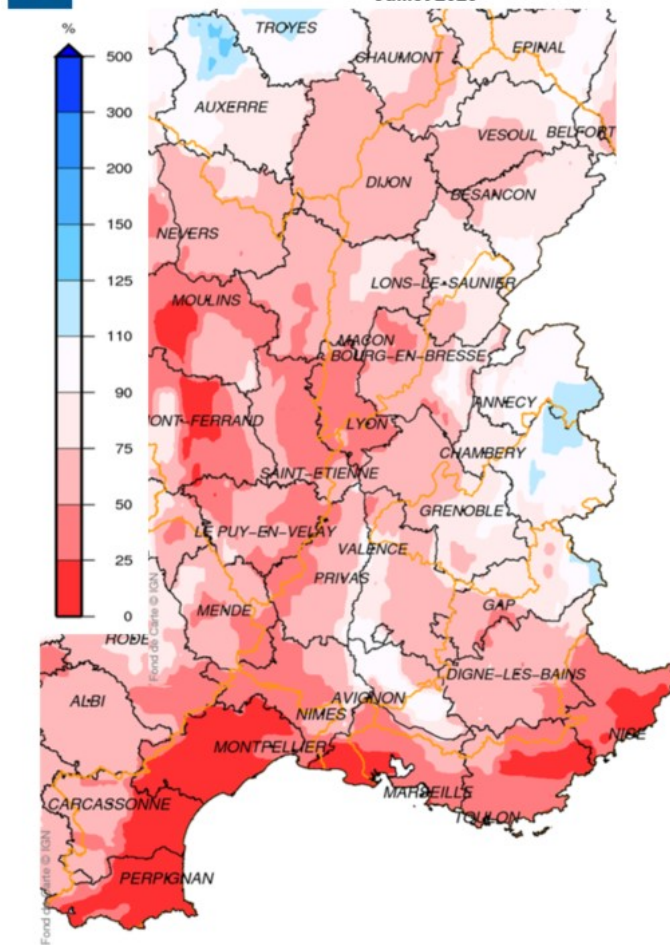 %
500
300
200
150
125
110
90
75
50
25
0
TROYES
CHAUMONT
EPINAL
AUXERRE
VESOUL
BELFORT
DIJON
BESANCON
NEVERS
LONS-LE-SAUNIER
MOULINS
MACON
BOURG-EN-BRESSE
ANNECY
MONT-FERRAND
LYON
CHAMBERY
SAINT-ETIENNE
GRENOBLE
LE PUY-EN-VELAY
VALENCE
PRIVAS
GAP
MENDE
Fond de Carte © IGN
RODE
ALBI
DIGNE-LES-BAINS
AVIGNON
NIMES
NICE
MONTPELLIER
MARSEILLE
CARCASSONNE
TOULON
PERPIGNAN
Fond de Carte © IGN